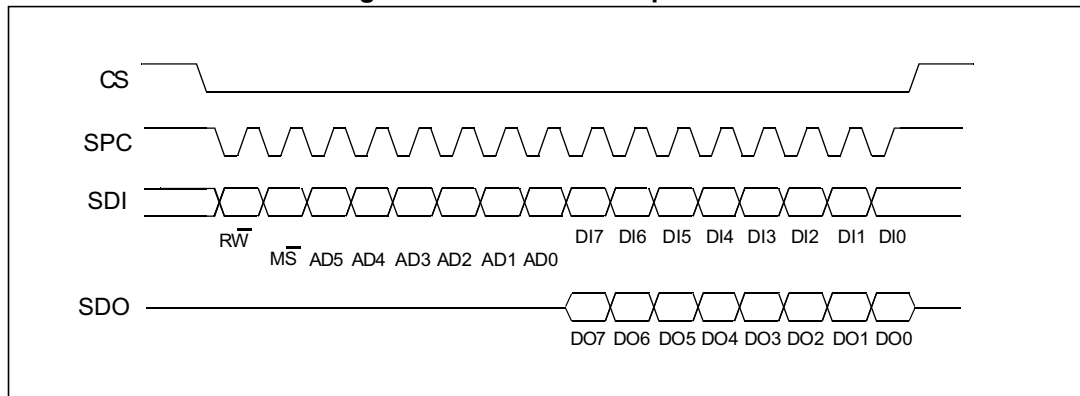 CS
SPC
SDI
RW̅
DI7 DI6 DI5 DI4 DI3 DI2 DI1 DI0
MS̅ AD5 AD4 AD3 AD2 AD1 AD0
SDO
DO7 DO6 DO5 DO4 DO3 DO2 DO1 DO0